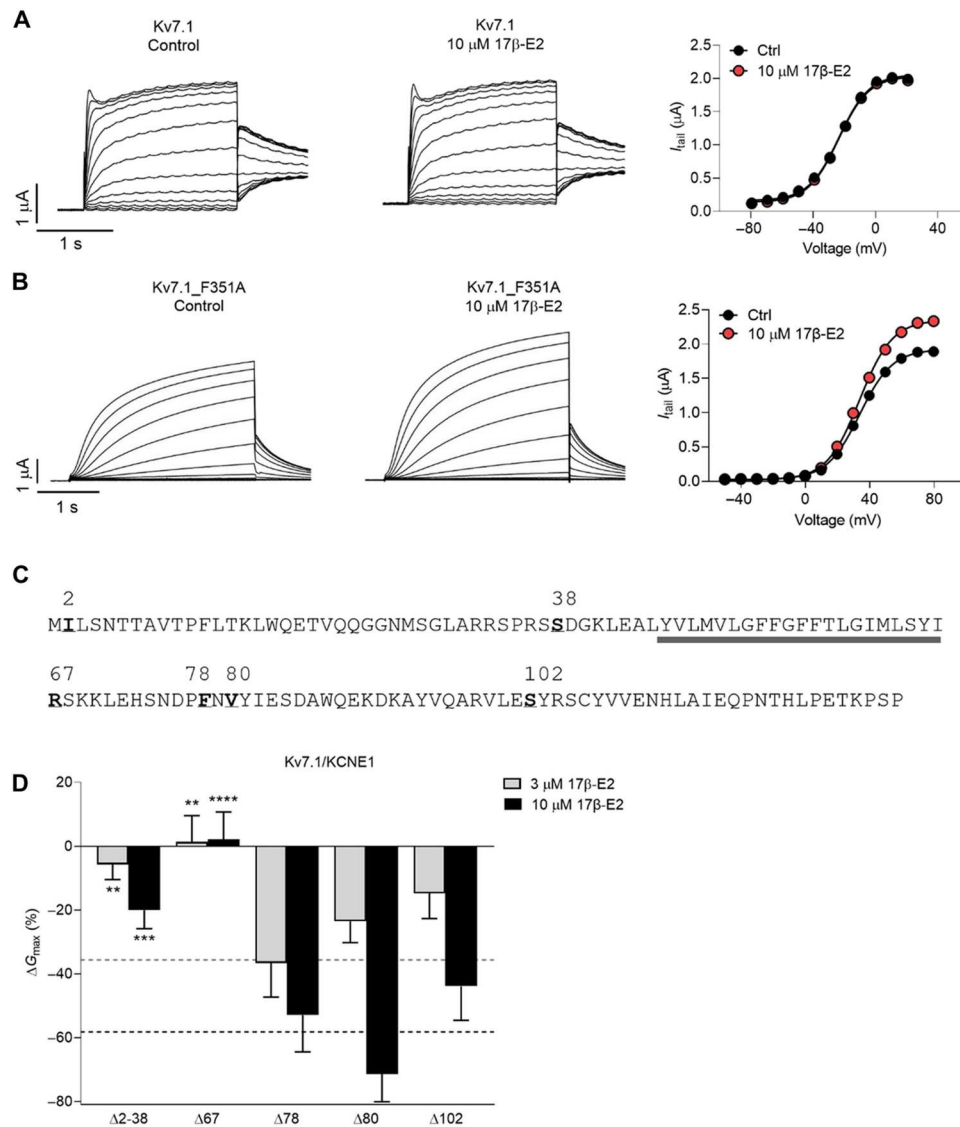 A
Kv7.1
Control
Kv7.1
10 μM 17β-E2
1 μA
1 s
Ctrl
10 μM 17β-E2
2.5
2.0
1.5
1.0
0.5
0.0
Itail (μA)
−80
−40
0
40
Voltage (mV)
B
Kv7.1_F351A
Control
Kv7.1_F351A
10 μM 17β-E2
1 μA
1 s
Ctrl
10 μM 17β-E2
2.5
2.0
1.5
1.0
0.5
0.0
Itail (μA)
−40
0
40
80
Voltage (mV)
C
2 38
MILSNTTAVTPFLTKLWQETVQQGGNMSGLARRSPRSSDGKLEALYVLMVLGFFGFFTLGIMLSYI
67 78 80 102
RSKKLEHSNDPFNVYIESDAWQEKDKAYVQARVLESYRSCYVVENHLAIEQPNTHLPETKPSP
D
Kv7.1/KCNE1
3 μM 17β-E2
10 μM 17β-E2
20
0
−20
−40
−60
−80
ΔGmax (%)
** *** ** ****
Δ2-38 Δ67 Δ78 Δ80 Δ102